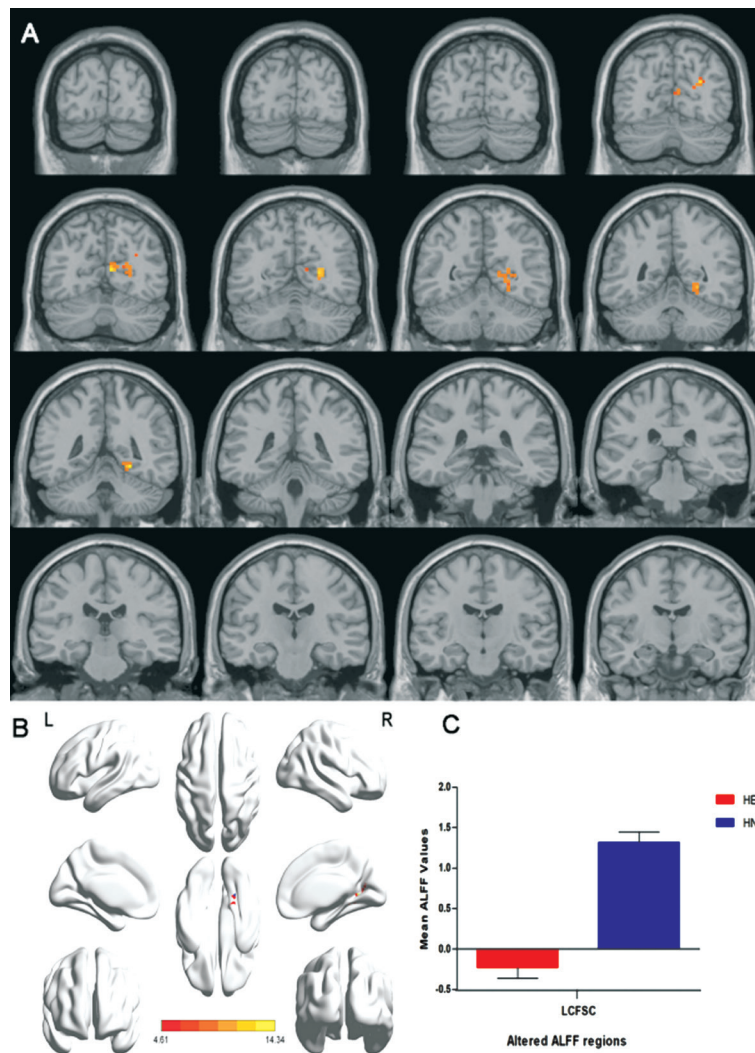 A
B
L
R
4.61
14.34
C
2.0
1.5
1.0
0.5
0.0
-0.5
Mean ALFF Values
LCFSC
Altered ALFF regions